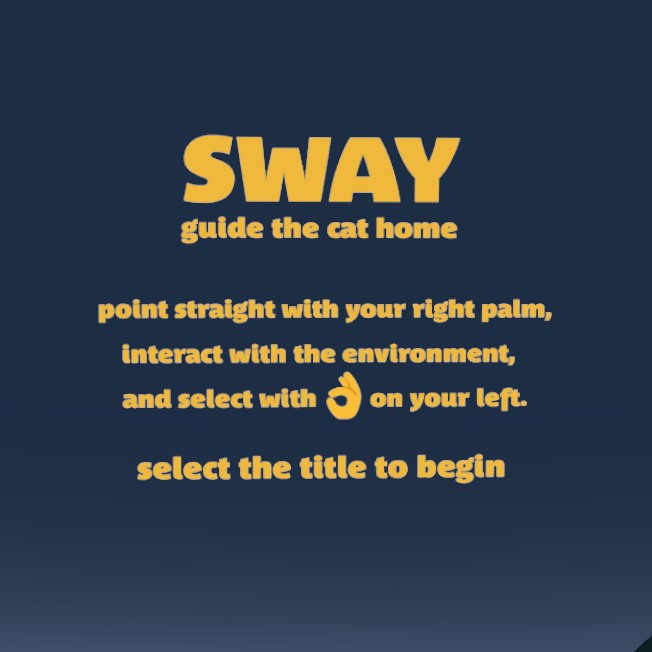 SWAY
guide the cat home
point straight with your right palm,
interact with the environment,
and select with 👌 on your left.
select the title to begin